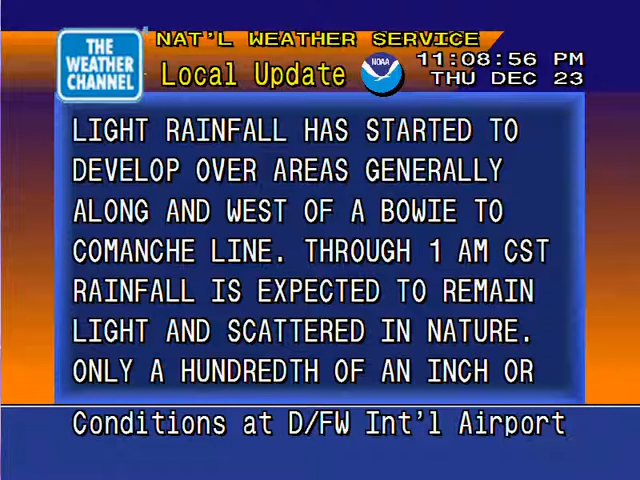 NAT'L WEATHER SERVICE
THE
WEATHER
CHANNEL
Local Update
NOAA
11:08:56 PM
THU DEC 23
LIGHT RAINFALL HAS STARTED TO
DEVELOP OVER AREAS GENERALLY
ALONG AND WEST OF A BOWIE TO
COMANCHE LINE. THROUGH 1 AM CST
RAINFALL IS EXPECTED TO REMAIN
LIGHT AND SCATTERED IN NATURE.
ONLY A HUNDREDTH OF AN INCH OR
Conditions at D/FW Int'l Airport